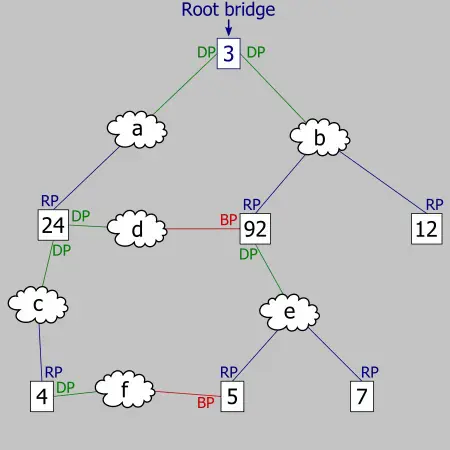 Root bridge
DP 3 DP
a
b
RP RP RP
24 DP d BP 92 12
DP DP
c
e
RP RP RP
4 DP f BP 5 7